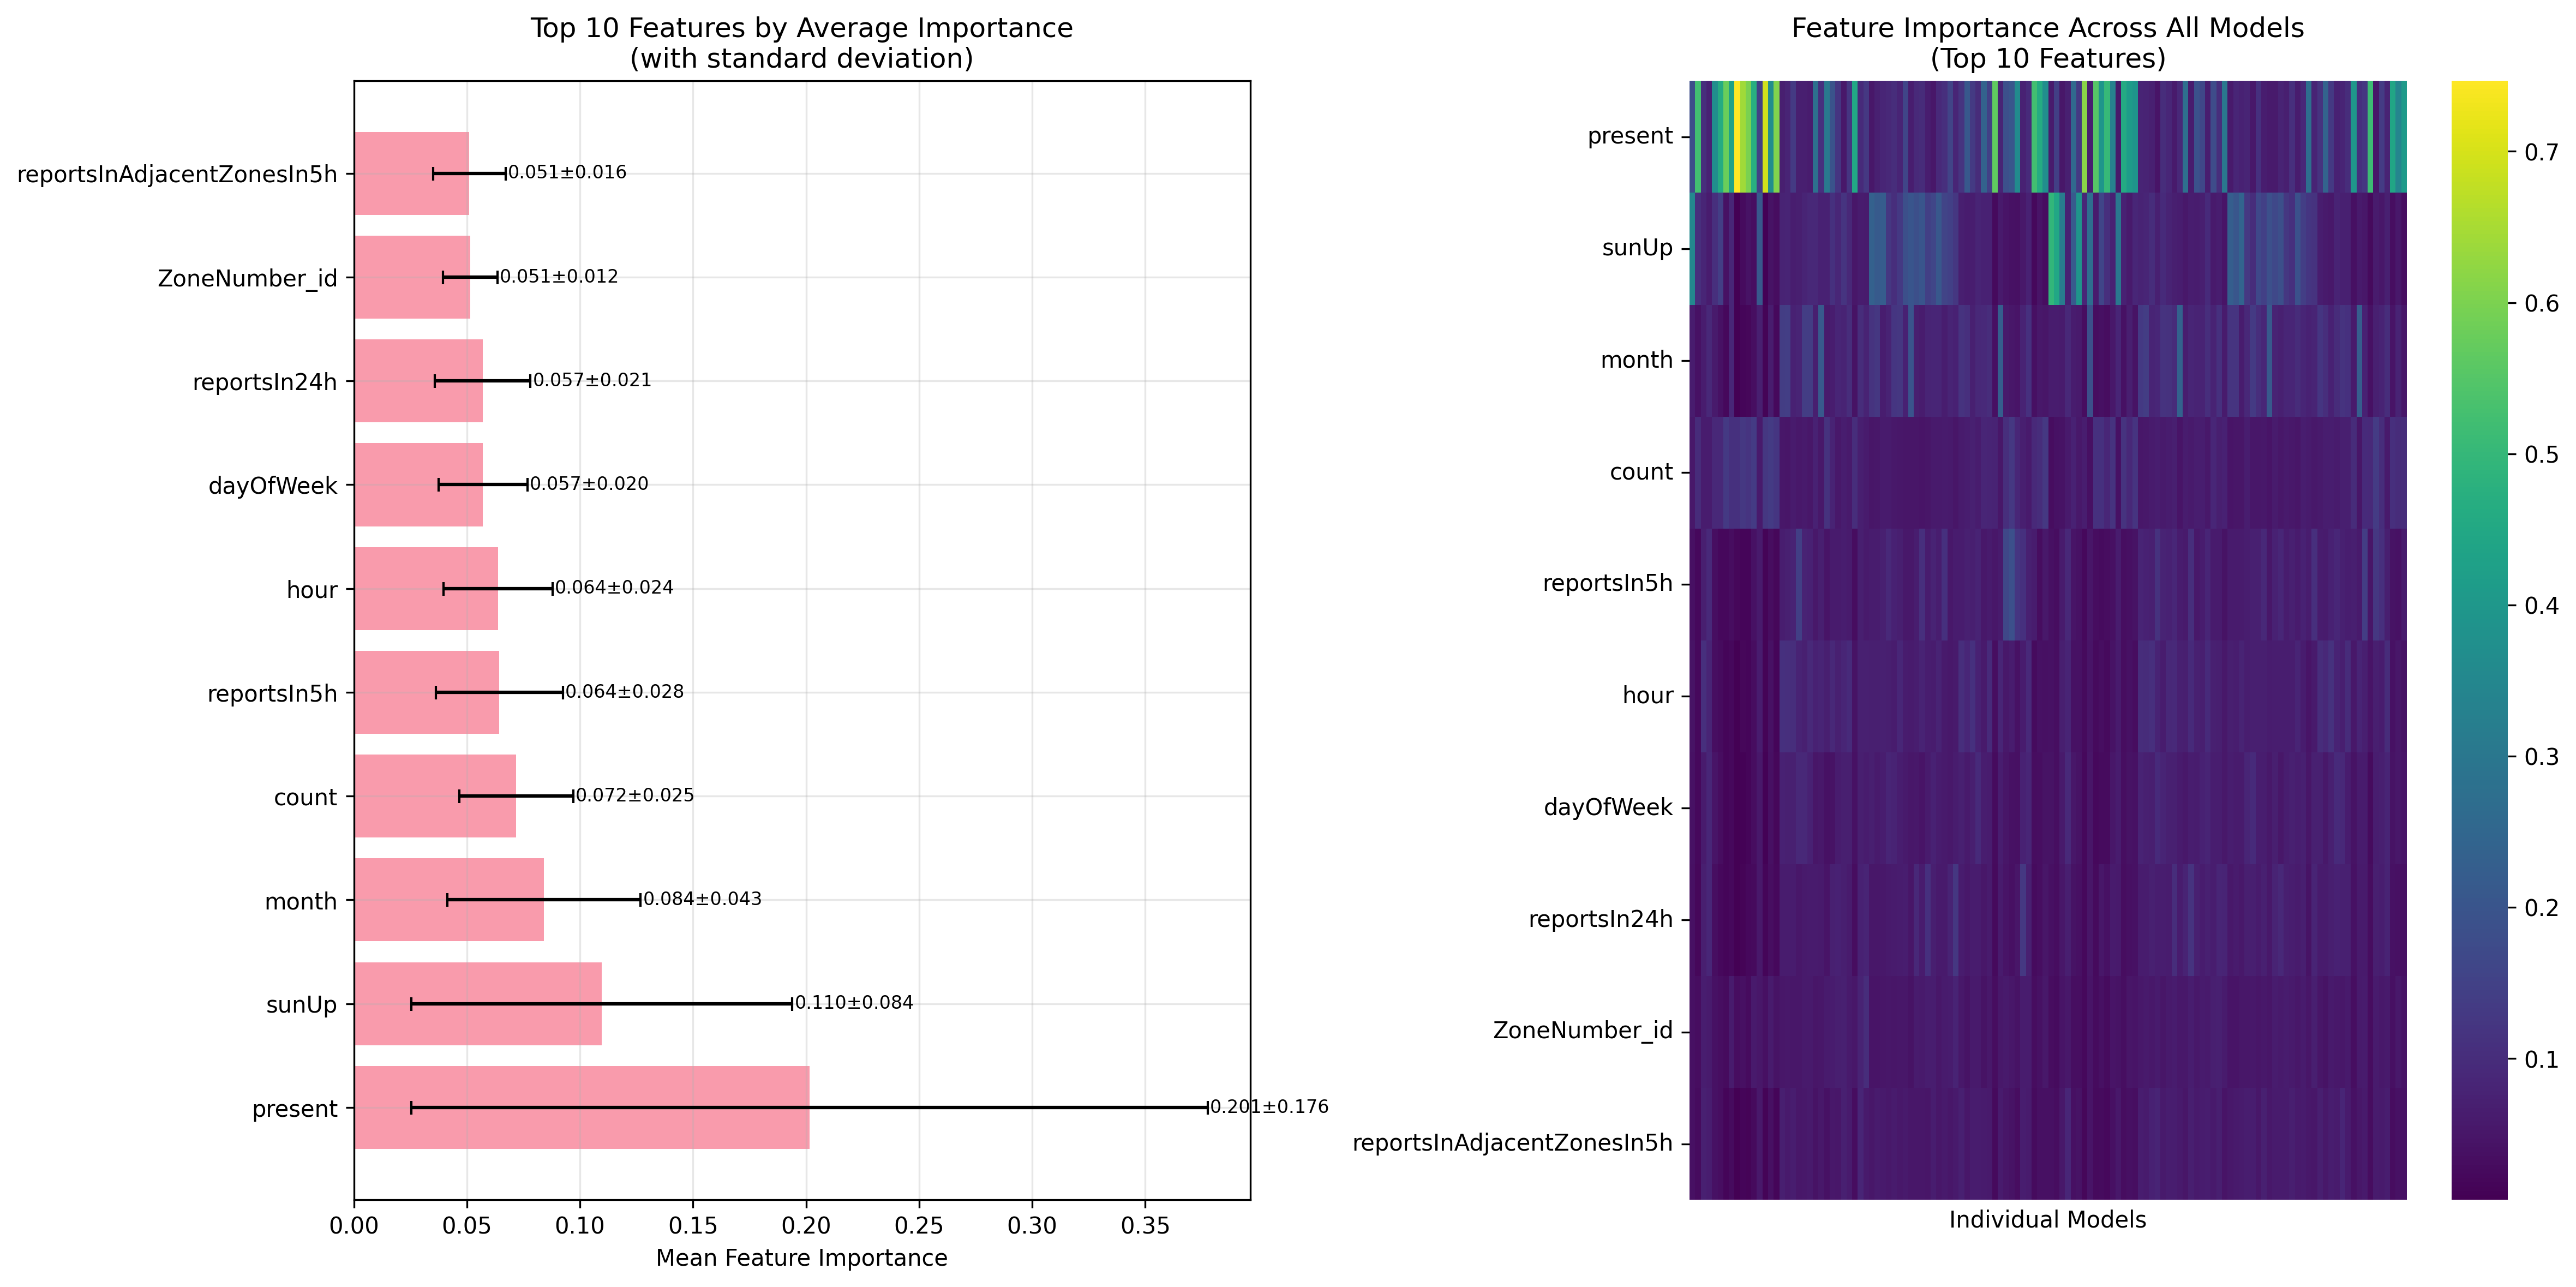 Top 10 Features by Average Importance
(with standard deviation)
reportsInAdjacentZonesIn5h
0.051±0.016
ZoneNumber_id
0.051±0.012
reportsIn24h
0.057±0.021
dayOfWeek
0.057±0.020
hour
0.064±0.024
reportsIn5h
0.064±0.028
count
0.072±0.025
month
0.084±0.043
sunUp
0.110±0.084
present
0.201±0.176
0.00 0.05 0.10 0.15 0.20 0.25 0.30 0.35
Mean Feature Importance
Feature Importance Across All Models
(Top 10 Features)
present
sunUp
month
count
reportsIn5h
hour
dayOfWeek
reportsIn24h
ZoneNumber_id
reportsInAdjacentZonesIn5h
Individual Models
0.7
0.6
0.5
0.4
0.3
0.2
0.1